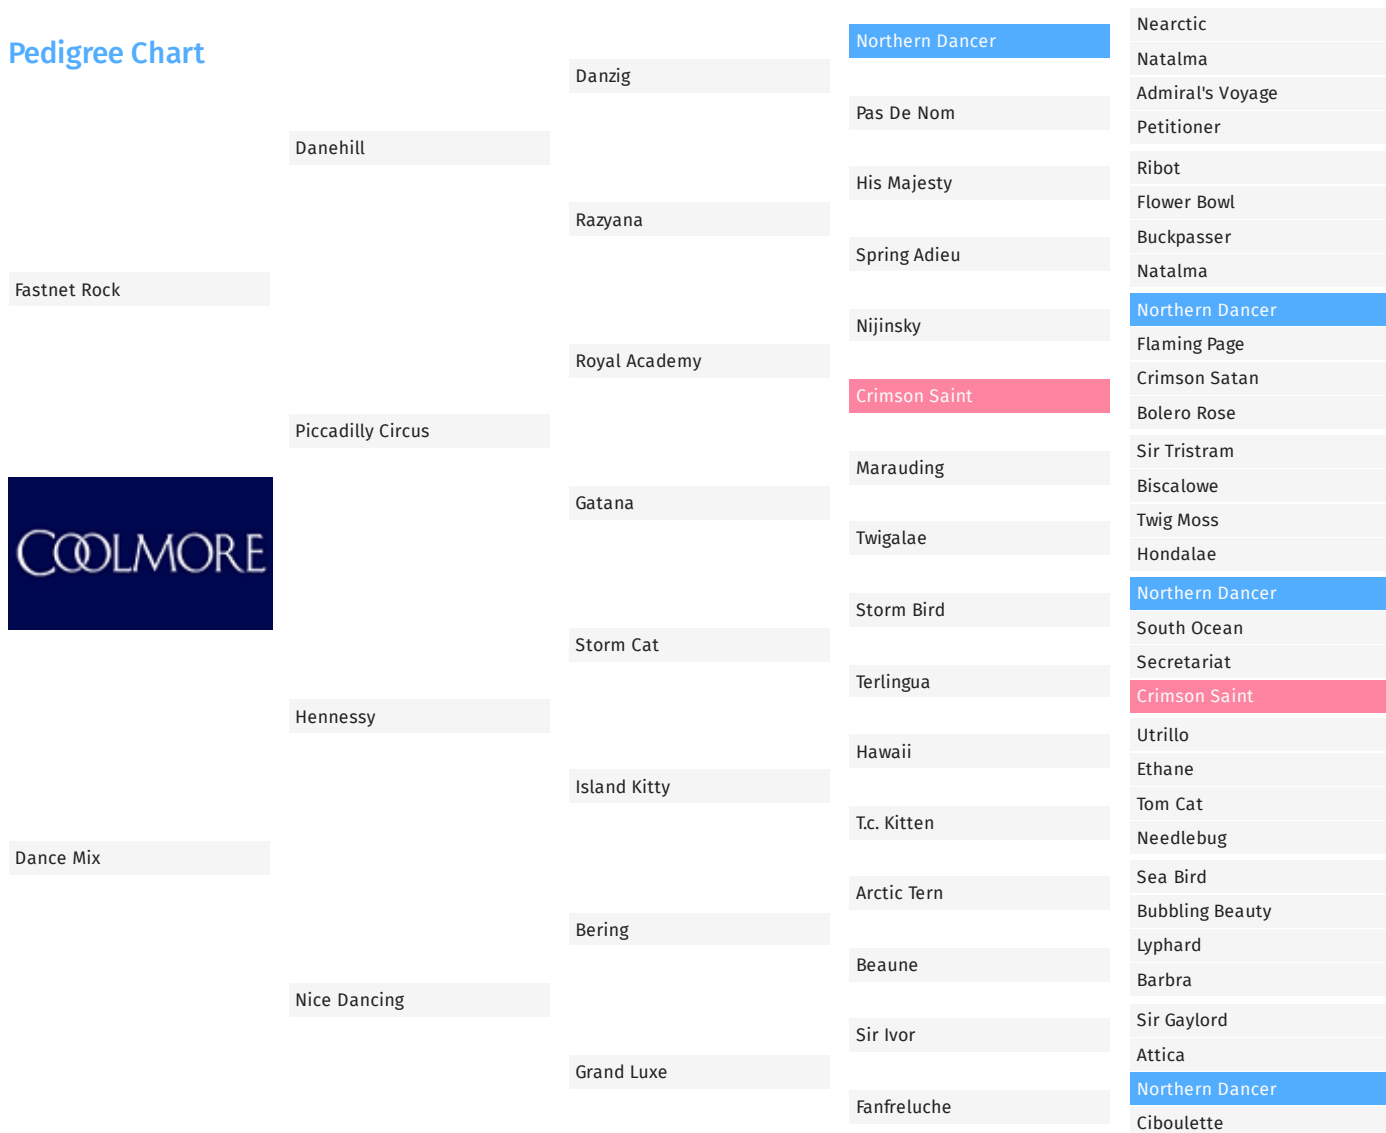 Pedigree Chart
Fastnet Rock
COOLMORE
Dance Mix
Danehill
Piccadilly Circus
Hennessy
Nice Dancing
Danzig
Razyana
Royal Academy
Gatana
Storm Cat
Island Kitty
Bering
Grand Luxe
Northern Dancer
Pas De Nom
His Majesty
Spring Adieu
Nijinsky
Crimson Saint
Marauding
Twigalae
Storm Bird
Terlingua
Hawaii
T.c. Kitten
Arctic Tern
Beaune
Sir Ivor
Fanfreluche
Nearctic
Natalma
Admiral's Voyage
Petitioner
Ribot
Flower Bowl
Buckpasser
Natalma
Northern Dancer
Flaming Page
Crimson Satan
Bolero Rose
Sir Tristram
Biscalowe
Twig Moss
Hondalae
Northern Dancer
South Ocean
Secretariat
Crimson Saint
Utrillo
Ethane
Tom Cat
Needlebug
Sea Bird
Bubbling Beauty
Lyphard
Barbra
Sir Gaylord
Attica
Northern Dancer
Ciboulette